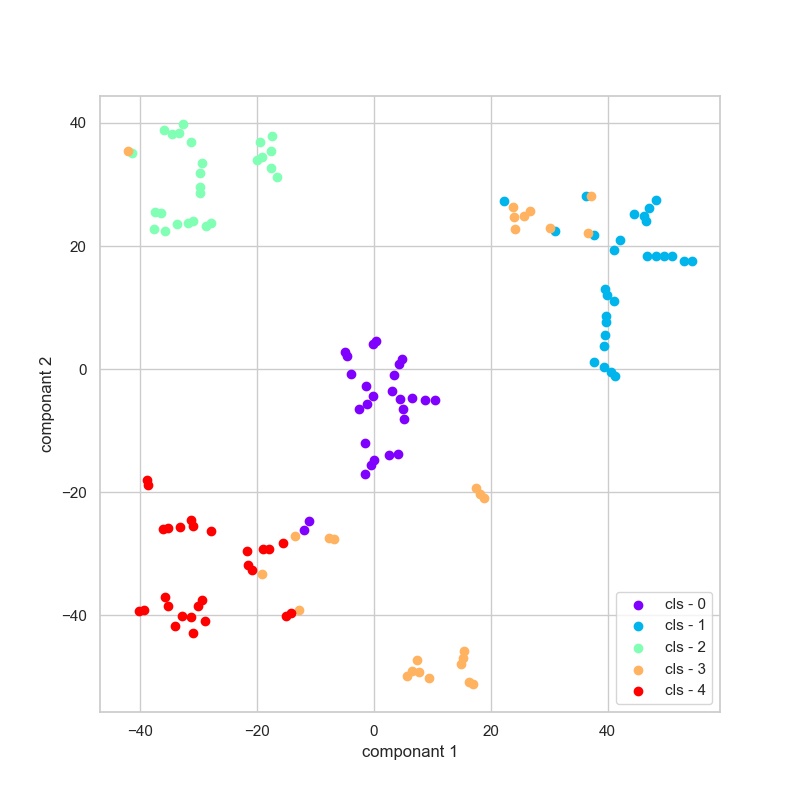 40
20
0
−20
−40
componant 2
−40
−20
0
20
40
componant 1
cls - 0
cls - 1
cls - 2
cls - 3
cls - 4